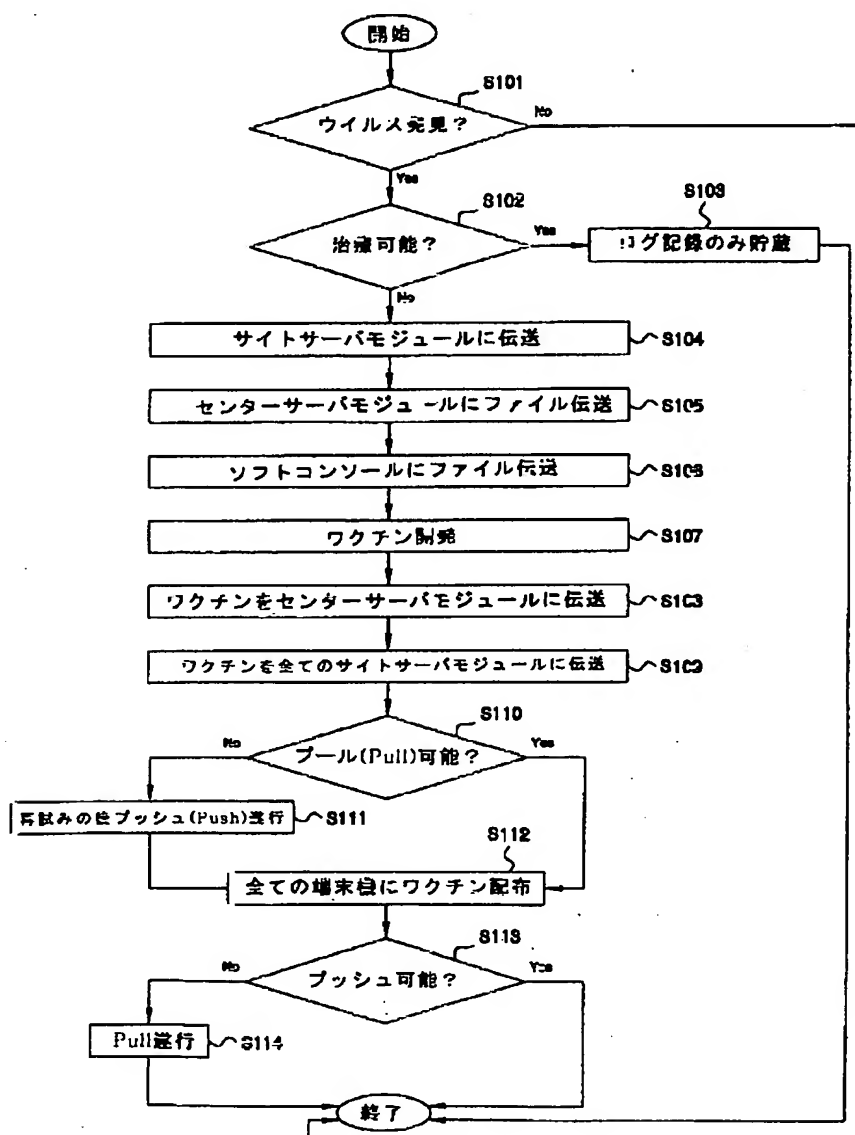 開始
S101
ウイルス発見?
No
Yes
S102
治療可能?
Yes
S103
ログ記録のみ貯蔵
No
サイトサーバモジュールに伝送
S104
センターサーバモジュールにファイル伝送
S105
ソフトコンソールにファイル伝送
S106
ワクチン開発
S107
ワクチンをセンターサーバモジュールに伝送
S108
ワクチンを全てのサイトサーバモジュールに伝送
S109
S110
No
プール(Pull)可能?
Yes
再試みの後プッシュ(Push)遂行
S111
S112
全ての端末機にワクチン配布
S113
No
プッシュ可能?
Yes
Pull遂行
S114
終了